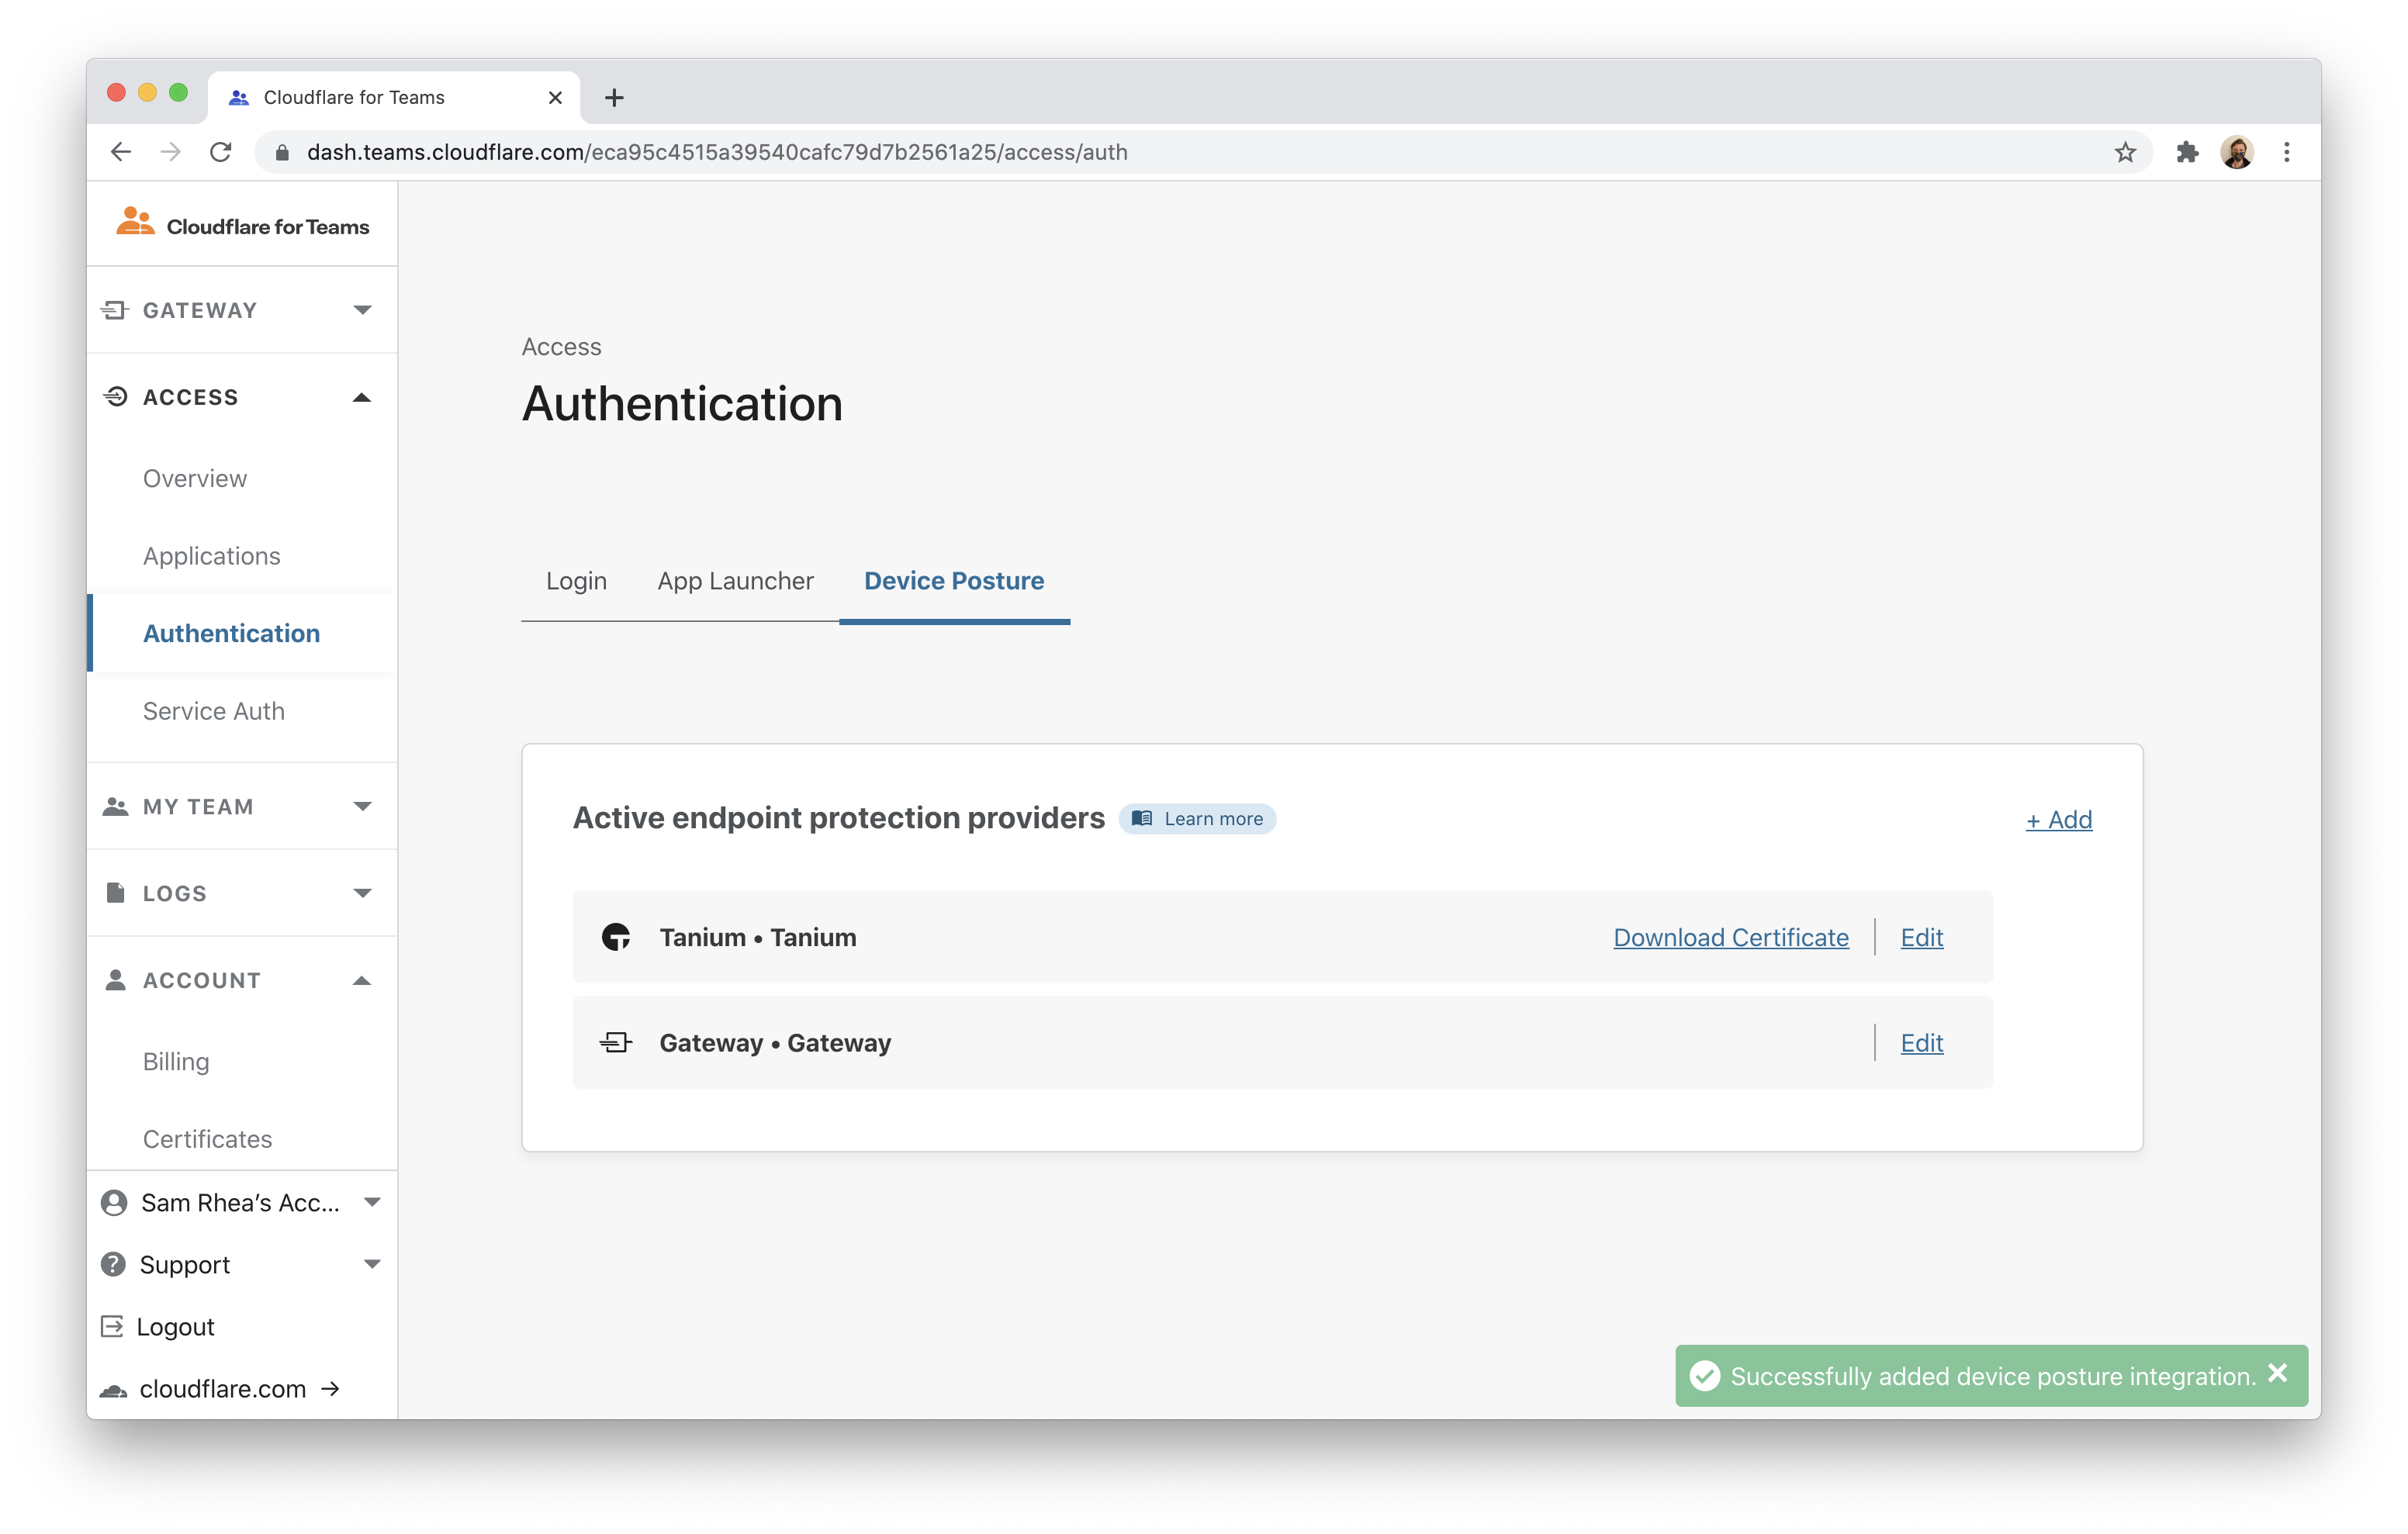 Cloudflare for Teams
dash.teams.cloudflare.com/eca95c4515a39540cafc79d7b2561a25/access/auth
Cloudflare for Teams
GATEWAY
ACCESS
Overview
Applications
Authentication
Service Auth
MY TEAM
LOGS
ACCOUNT
Billing
Certificates
Sam Rhea’s Acc...
Support
Logout
cloudflare.com →
Access
Authentication
Login App Launcher Device Posture
Active endpoint protection providers Learn more + Add
Tanium • Tanium Download Certificate Edit
Gateway • Gateway Edit
Successfully added device posture integration.